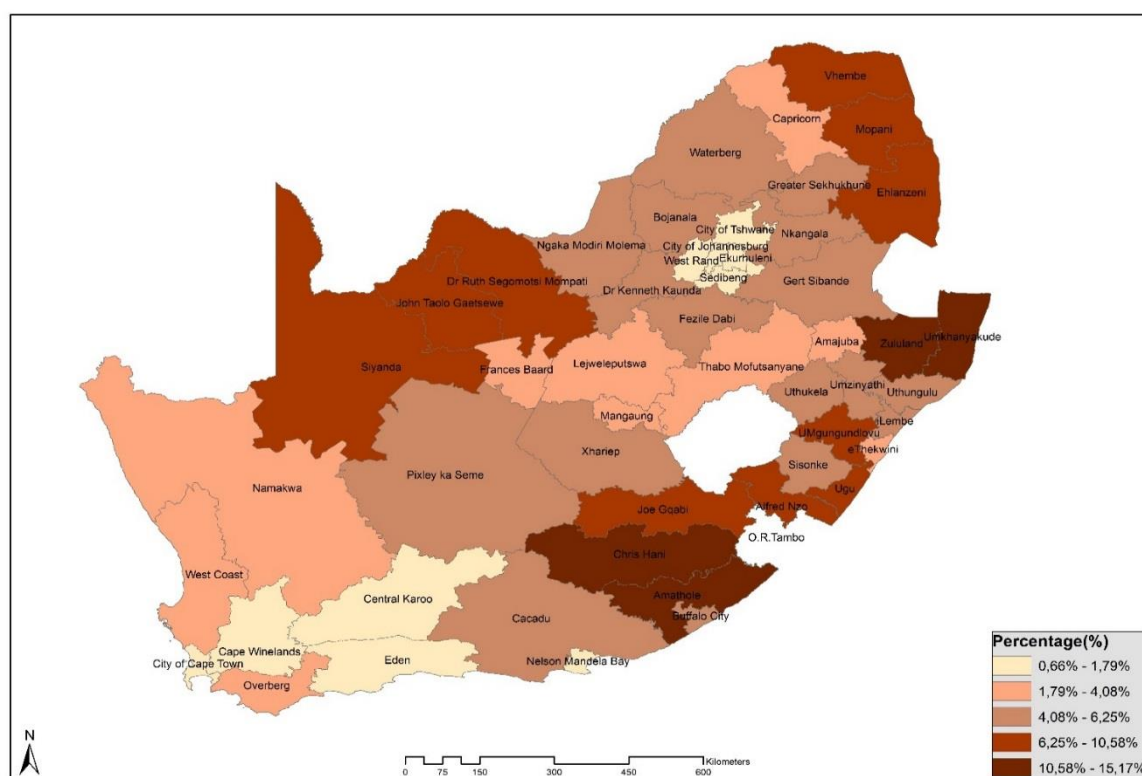 Vhembe
Capricorn
Mopani
Waterberg
Greater Sekhukhune
Ehlanzeni
Bojanala
City of Tshwane
Nkangala
Ngaka Modiri Molema
City of Johannesburg
West Rand
Ekurhuleni
Sedibeng
Gert Sibande
Dr Ruth Segomotsi Mompati
Dr Kenneth Kaunda
John Taolo Gaetsewe
Fezile Dabi
Umkhanyakude
Zululand
Amajuba
Siyanda
Frances Baard
Lejweleputswa
Thabo Mofutsanyane
Uthukela
Umzinyathi
Uthungulu
Mangaung
Lembe
UMgungundlovu
eThekwini
Xhariep
Sisonke
Pixley ka Seme
Namakwa
Ugu
Joe Gqabi
Alfred Nzo
O.R.Tambo
Chris Hani
West Coast
Amathole
Central Karoo
Buffalo City
Cacadu
Cape Winelands
City of Cape Town
Eden
Nelson Mandela Bay
Overberg
Percentage(%)
0,66% - 1,79%
1,79% - 4,08%
4,08% - 6,25%
6,25% - 10,58%
10,58% - 15,17%
N
Kilometers
0 75 150 300 450 600